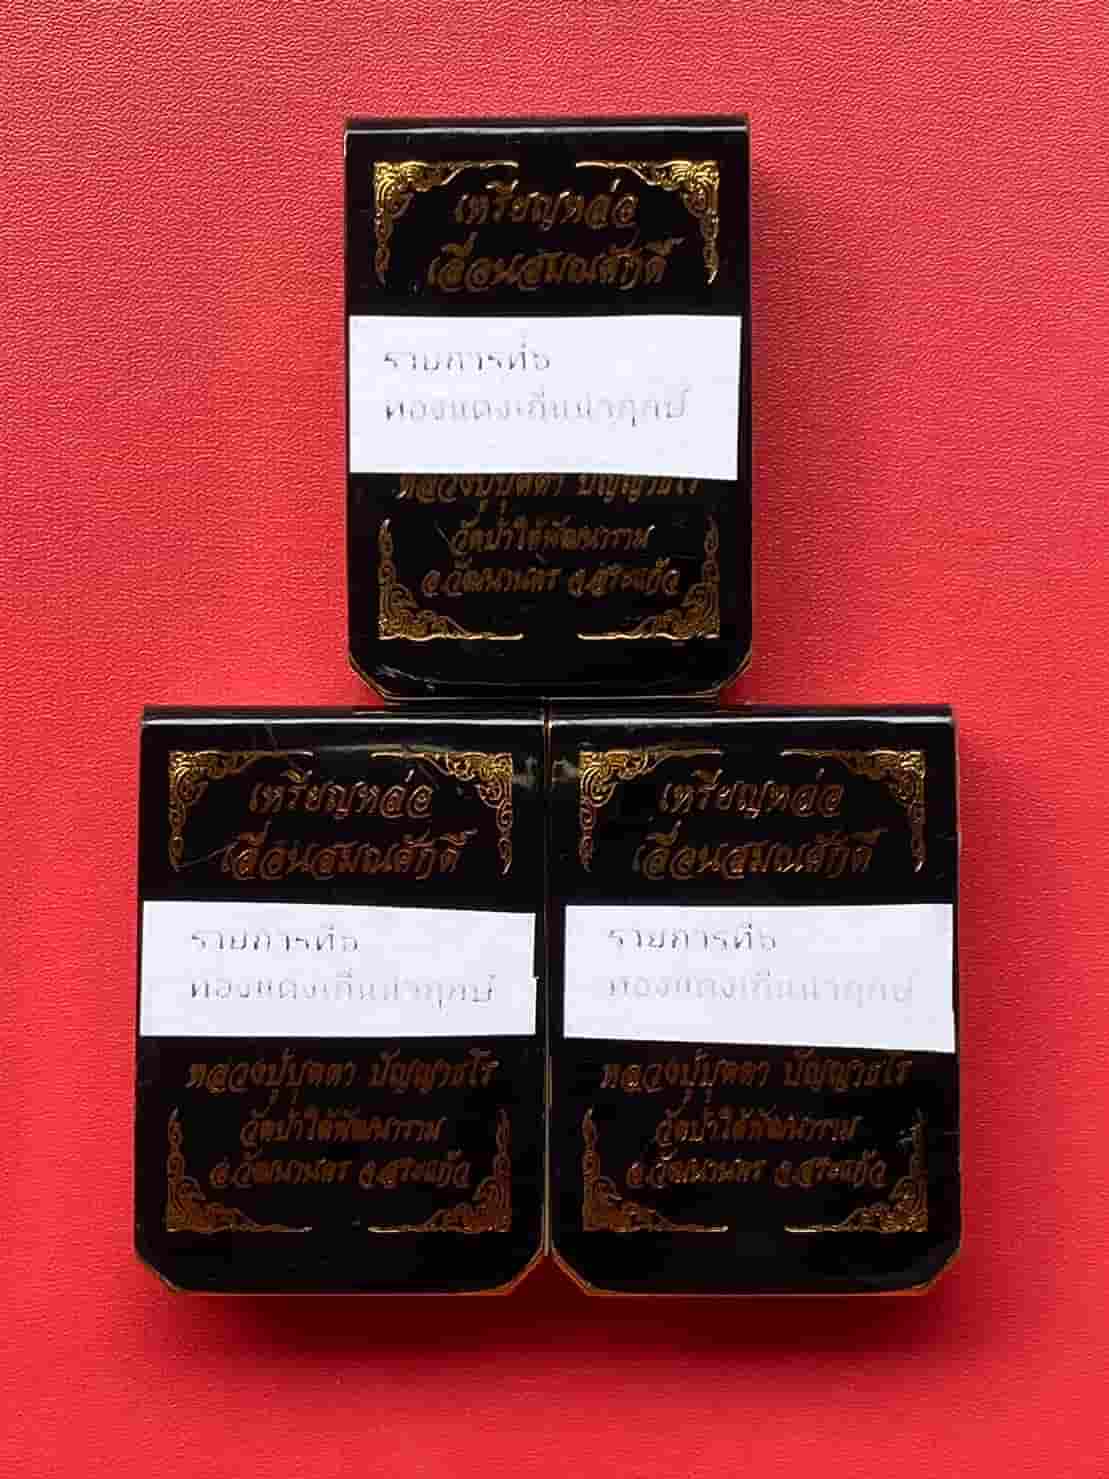 เหรียญหล่อ
เลื่อนสมณศักดิ์
รายการที่๖
ทองแดงเถื่อนนำฤกษ์
หลวงปู่บุดดา ปัญญาธโร
วัดป่าใต้พัฒนาราม
อ.วัฒนานคร จ.สระแก้ว
เหรียญหล่อ
เลื่อนสมณศักดิ์
รายการที่๖
หลวงปู่บุดดา ปัญญาธโร
วัดป่าใต้พัฒนาราม
อ.วัฒนานคร จ.สระแก้ว
เหรียญหล่อ
เลื่อนสมณศักดิ์
รายการที่๖
หลวงปู่บุดดา ปัญญาธโร
วัดป่าใต้พัฒนาราม
อ.วัฒนานคร จ.สระแก้ว